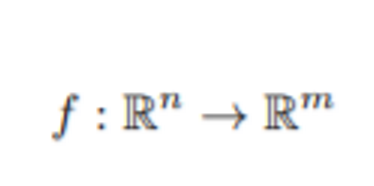 f : ℝⁿ → ℝᵐ